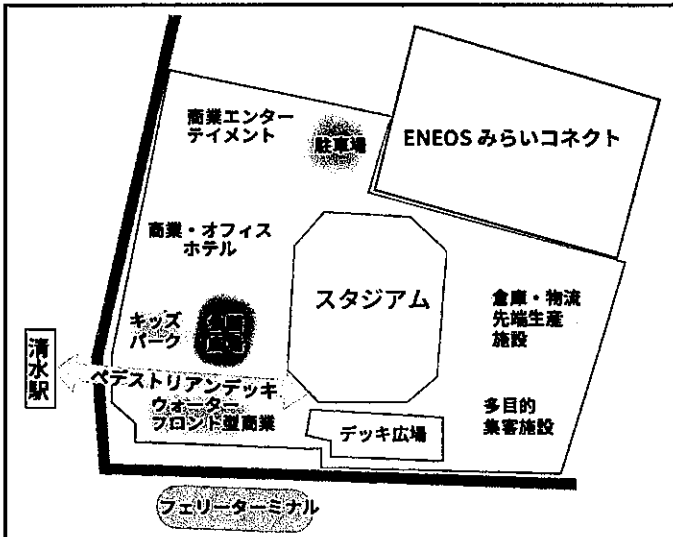 商業エンター
テイメント
駐車場
ENEOS みらいコネクト
商業・オフィス
ホテル
スタジアム
倉庫・物流
先端生産
施設
キッズ
パーク
清水駅
ペデストリアンデッキ
ウォーター
フロント型商業
デッキ広場
多目的
集客施設
フェリーターミナル